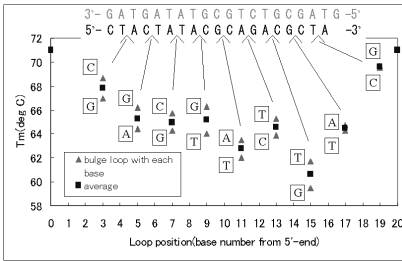 3'- GATGATATGCGTCTGCGATG -5'
5'- CTACTATACGCAGACGCTA -3'
72
70
68
66
64
62
60
58
Tm(deg C)
C G C G A T T A G
G A G T T C G T C
▲ bulge loop with each
base
■ average
0 1 2 3 4 5 6 7 8 9 10 11 12 13 14 15 16 17 18 19 20
Loop position(base number from 5'-end)